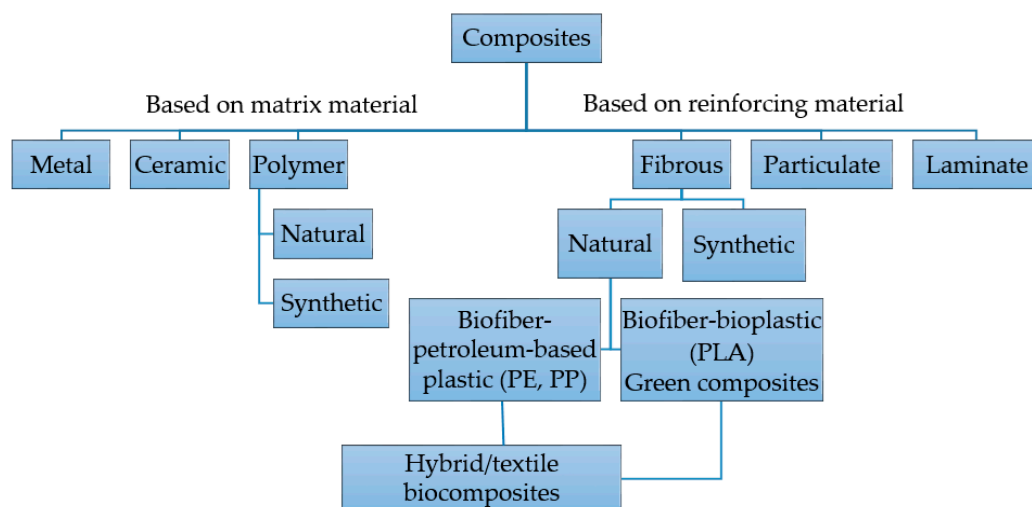 Composites
Based on matrix material
Based on reinforcing material
Metal
Ceramic
Polymer
Fibrous
Particulate
Laminate
Natural
Synthetic
Natural
Synthetic
Biofiber-
petroleum-based
plastic (PE, PP)
Biofiber-bioplastic
(PLA)
Green composites
Hybrid/textile
biocomposites